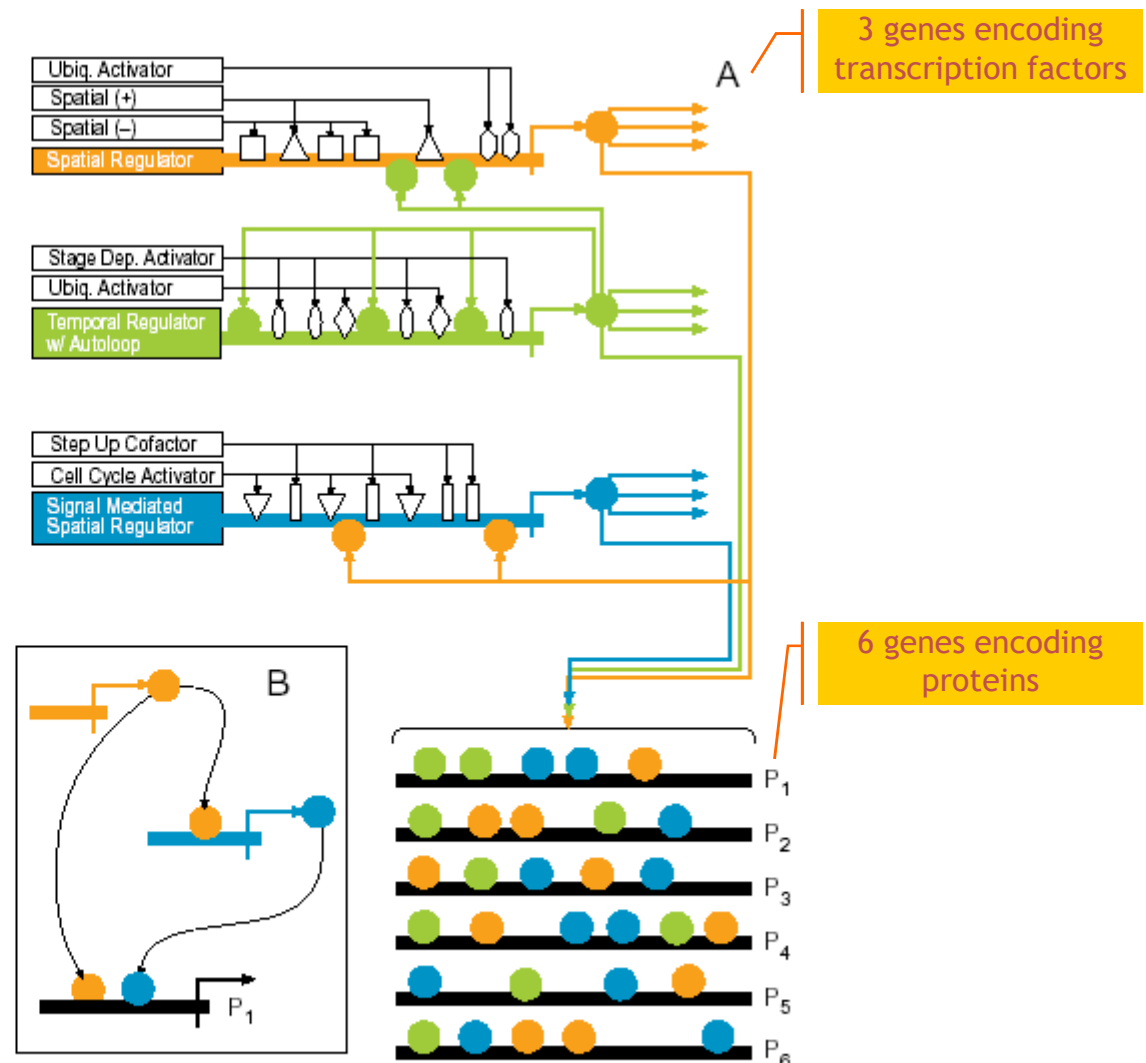 3 genes encoding
transcription factors
A
Ubiq. Activator
Spatial (+)
Spatial (–)
Spatial Regulator
Stage Dep. Activator
Ubiq. Activator
Temporal Regulator
w/ Autoloop
Step Up Cofactor
Cell Cycle Activator
Signal Mediated
Spatial Regulator
6 genes encoding
proteins
B
P1
P1
P2
P3
P4
P5
P6